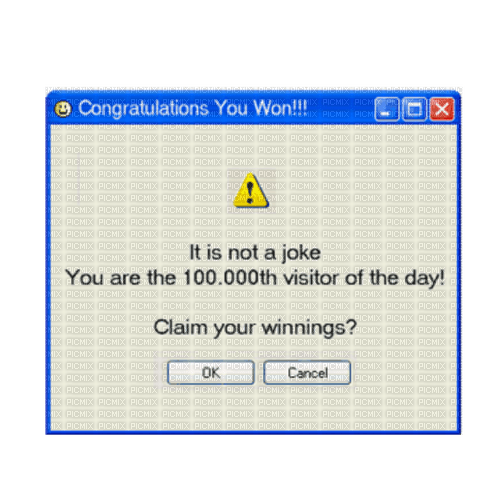 Congratulations You Won!!!
It is not a joke
You are the 100.000th visitor of the day!
Claim your winnings?
OK Cancel